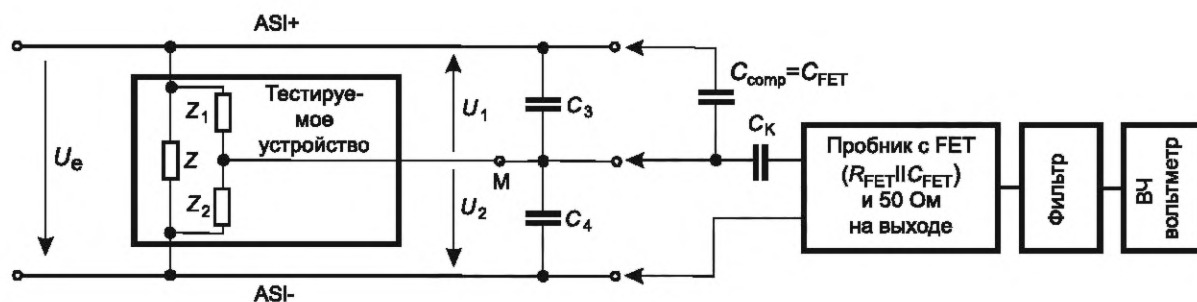 ASI+
Ue
Z1
Z
Z2
Тестируе-
мое
устройство
U1
U2
M
C3
C4
Ccomp=CFET
CK
Пробник с FET
(RFET||CFET)
и 50 Ом
на выходе
Фильтр
ВЧ
вольтметр
ASI-